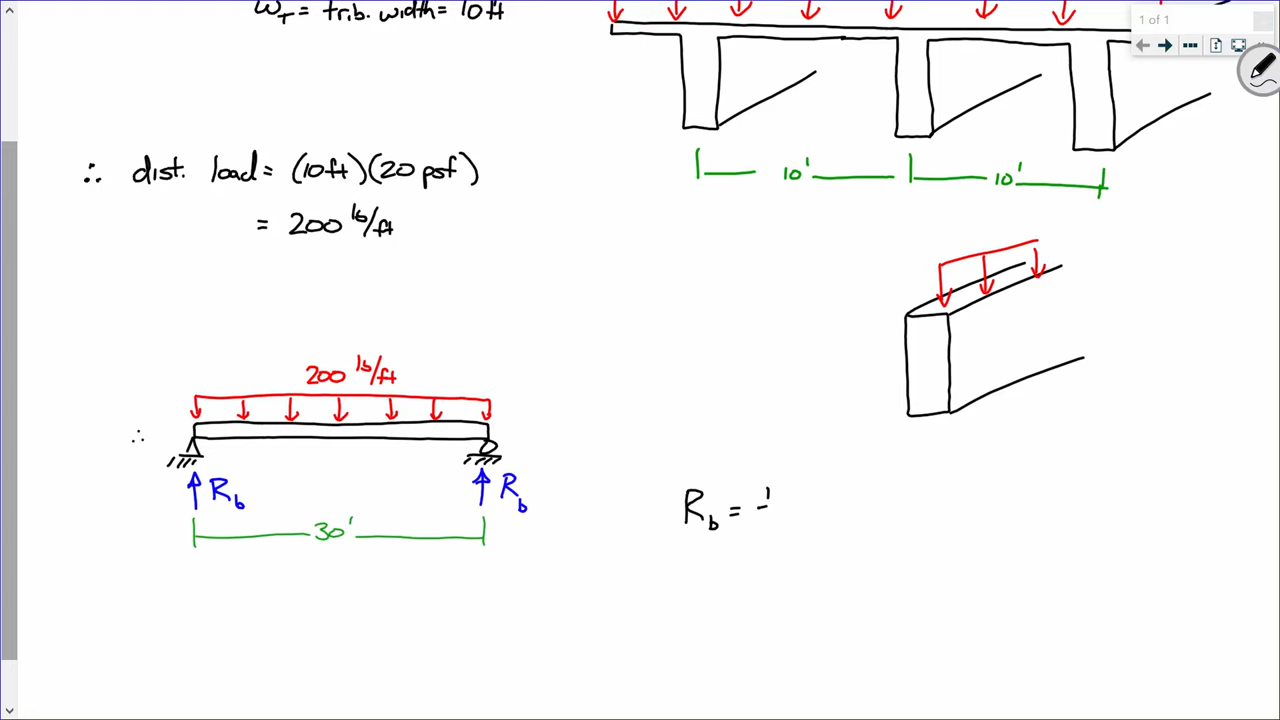 ω_T = trib. width = 10ft
1 of 1
∴ dist. load = (10ft)(20 psf)
= 200 lb/ft
10' 10'
200 lb/ft
∴
R_b R_b
30'
R_b = 1